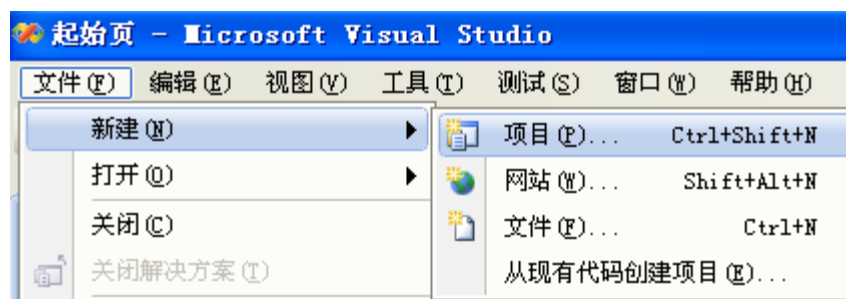 起始页 - Microsoft Visual Studio
文件(F) 编辑(E) 视图(V) 工具(T) 测试(S) 窗口(W) 帮助(H)
新建(N) 项目(P)... Ctrl+Shift+N
打开(O) 网站(W)... Shift+Alt+N
关闭(C) 文件(F)... Ctrl+N
关闭解决方案(T) 从现有代码创建项目(E)...